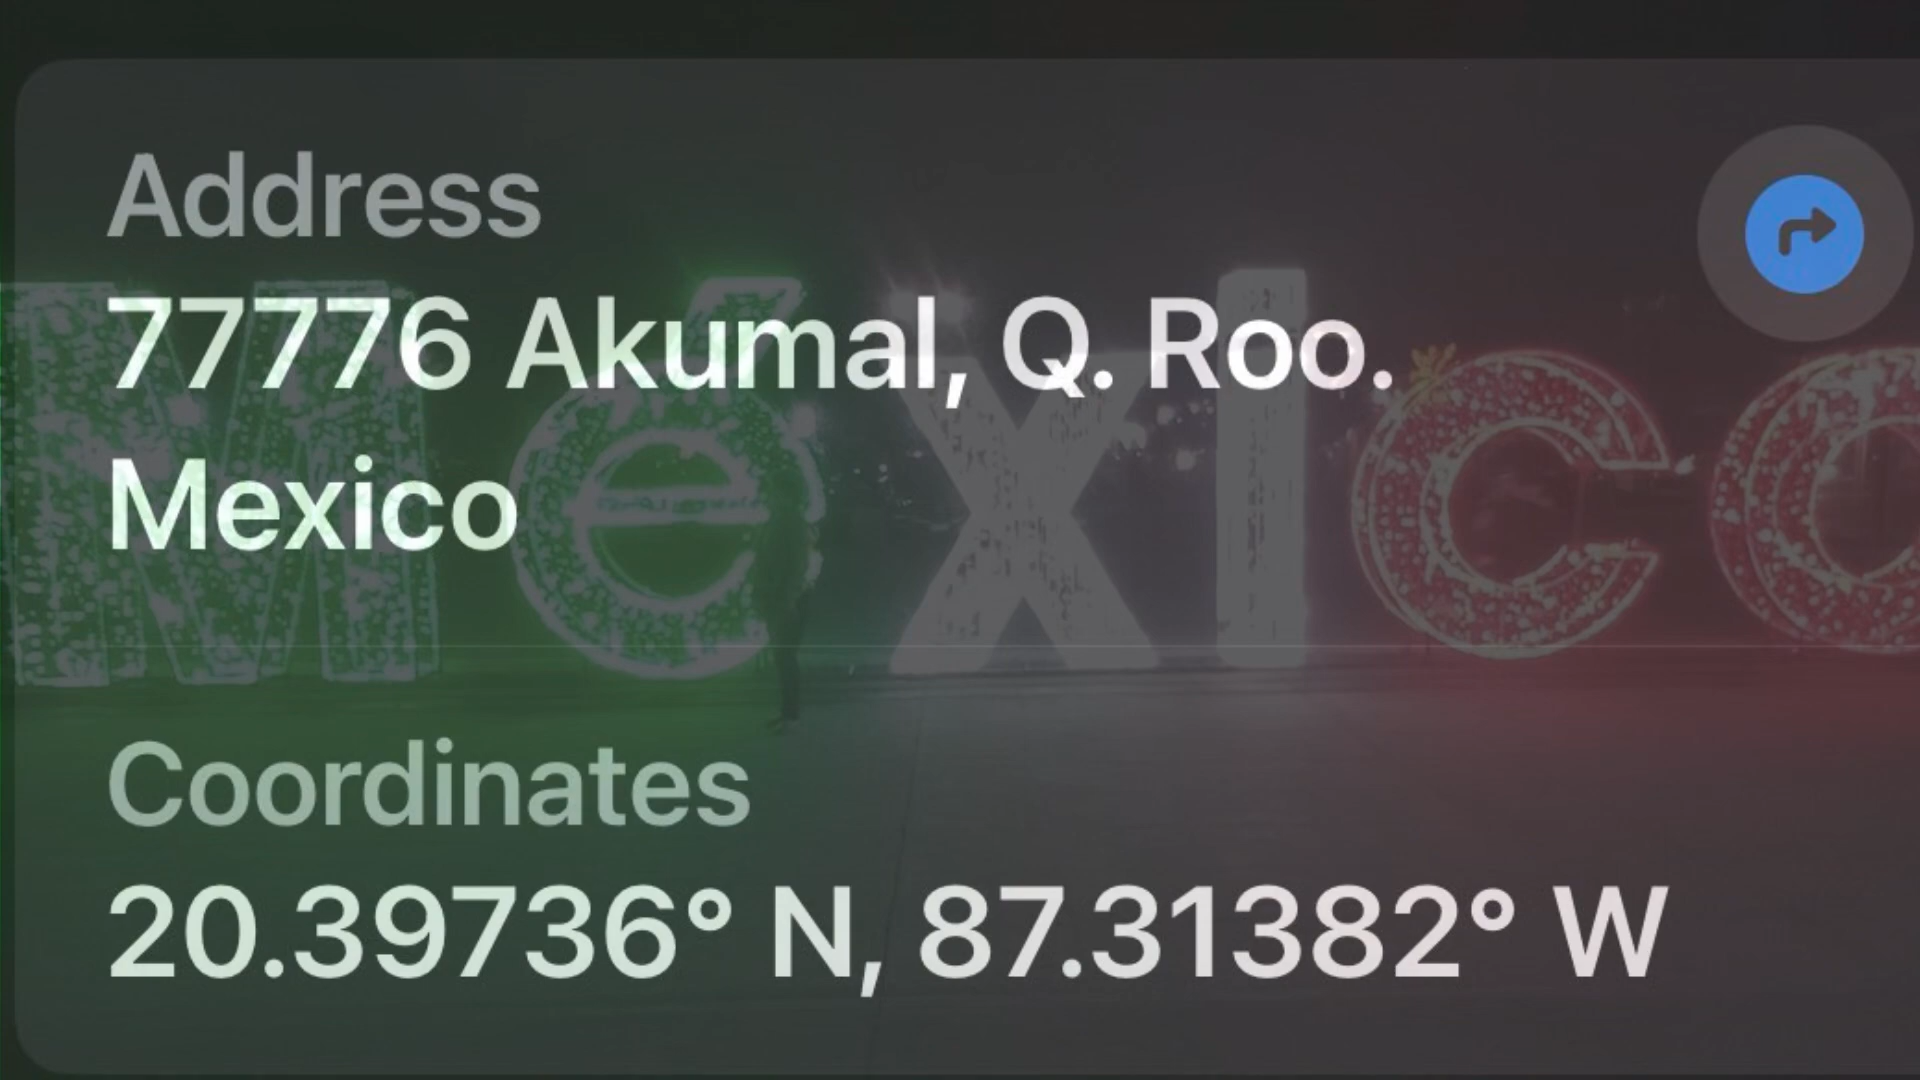 Address
77776 Akumal, Q. Roo.
Mexico
México
Coordinates
20.39736° N, 87.31382° W